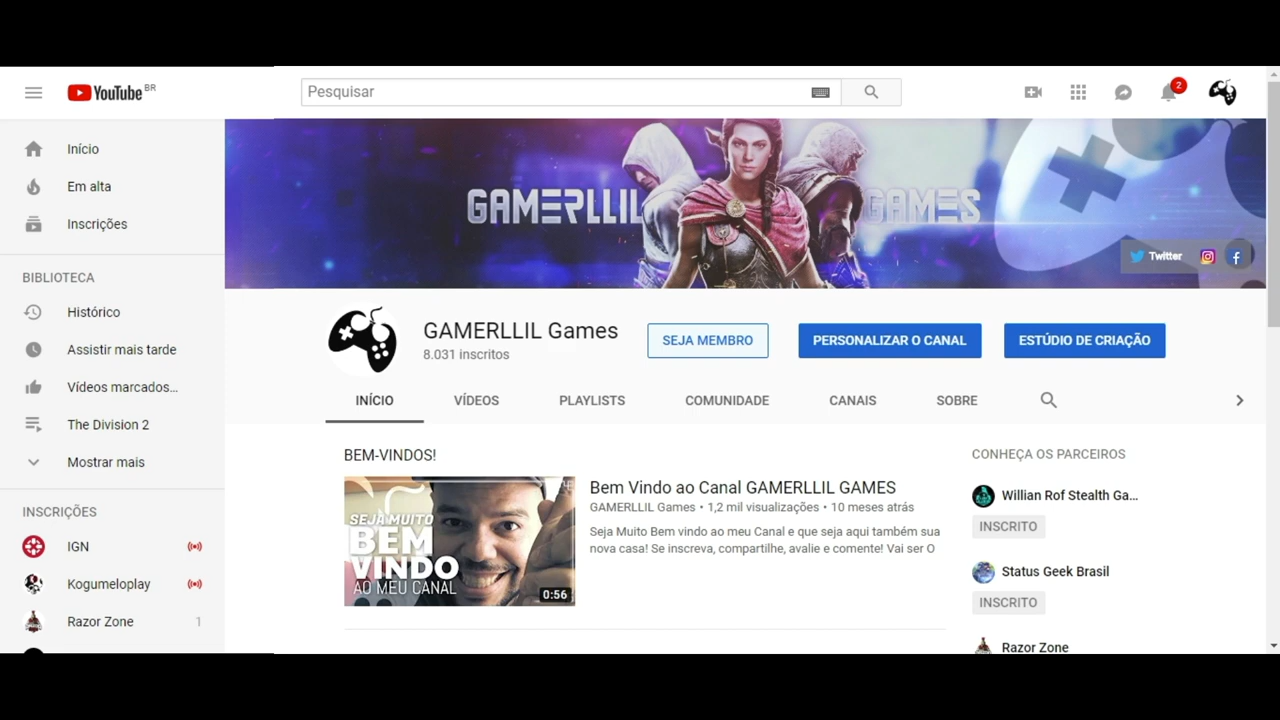 YouTube BR
Pesquisar
2
Início
Em alta
Inscrições
BIBLIOTECA
Histórico
Assistir mais tarde
Vídeos marcados...
The Division 2
Mostrar mais
INSCRIÇÕES
IGN
Kogumeloplay
Razor Zone 1
GAMERLLIL GAMES
Twitter
GAMERLLIL Games
8.031 inscritos
SEJA MEMBRO
PERSONALIZAR O CANAL
ESTÚDIO DE CRIAÇÃO
INÍCIO VÍDEOS PLAYLISTS COMUNIDADE CANAIS SOBRE
BEM-VINDOS!
SEJA MUITO
BEM
VINDO
AO MEU CANAL
0:56
Bem Vindo ao Canal GAMERLLIL GAMES
GAMERLLIL Games • 1,2 mil visualizações • 10 meses atrás
Seja Muito Bem vindo ao meu Canal e que seja aqui também sua
nova casa! Se inscreva, compartilhe, avalie e comente! Vai ser O
CONHEÇA OS PARCEIROS
Willian Rof Stealth Ga...
INSCRITO
Status Geek Brasil
INSCRITO
Razor Zone